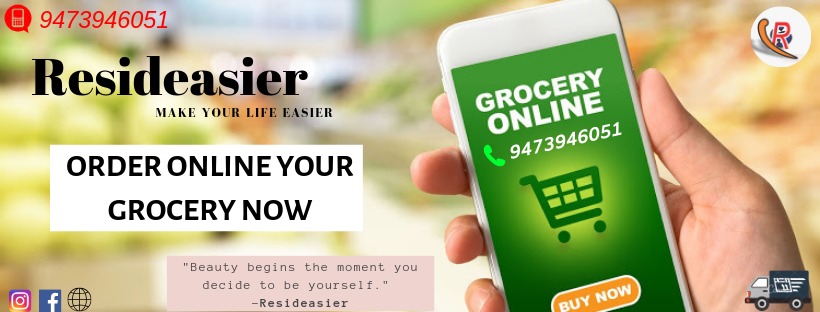 9473946051
Resideasier
MAKE YOUR LIFE EASIER
ORDER ONLINE YOUR
GROCERY NOW
"Beauty begins the moment you
decide to be yourself."
-Resideasier
GROCERY
ONLINE
9473946051
BUY NOW
R